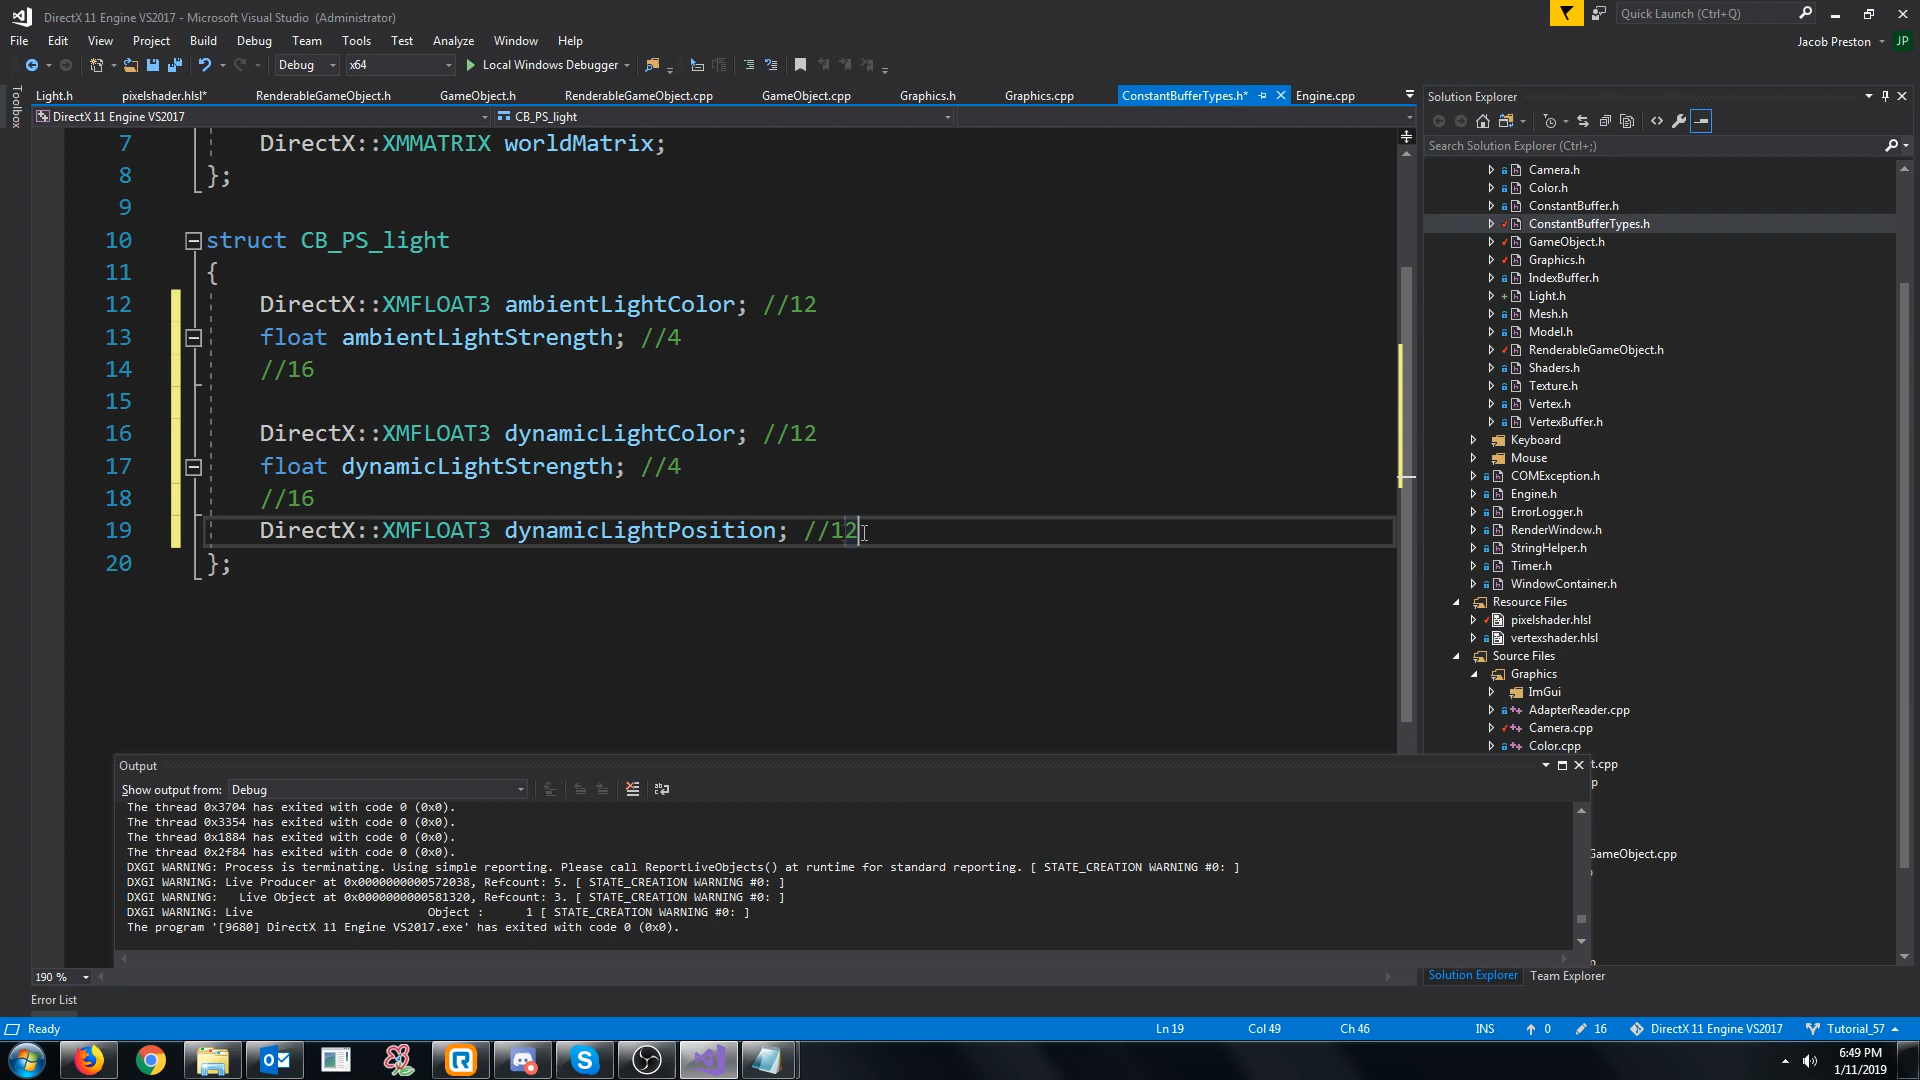 DirectX 11 Engine VS2017 - Microsoft Visual Studio (Administrator)
Quick Launch (Ctrl+Q)
File Edit View Project Build Debug Team Tools Test Analyze Window Help
Jacob Preston
JP
Debug
x64
Local Windows Debugger
Toolbox
Light.h
pixelshader.hlsl*
RenderableGameObject.h
GameObject.h
RenderableGameObject.cpp
GameObject.cpp
Graphics.h
Graphics.cpp
ConstantBufferTypes.h*
Engine.cpp
DirectX 11 Engine VS2017
CB_PS_light
7 DirectX::XMMATRIX worldMatrix;
8 };
9
10 struct CB_PS_light
11 {
12 DirectX::XMFLOAT3 ambientLightColor; //12
13 float ambientLightStrength; //4
14 //16
15
16 DirectX::XMFLOAT3 dynamicLightColor; //12
17 float dynamicLightStrength; //4
18 //16
19 DirectX::XMFLOAT3 dynamicLightPosition; //12
20 };
Solution Explorer
Search Solution Explorer (Ctrl+;)
Camera.h
Color.h
ConstantBuffer.h
ConstantBufferTypes.h
GameObject.h
Graphics.h
IndexBuffer.h
Light.h
Mesh.h
Model.h
RenderableGameObject.h
Shaders.h
Texture.h
Vertex.h
VertexBuffer.h
Keyboard
Mouse
COMException.h
Engine.h
ErrorLogger.h
RenderWindow.h
StringHelper.h
Timer.h
WindowContainer.h
Resource Files
pixelshader.hlsl
vertexshader.hlsl
Source Files
Graphics
ImGui
AdapterReader.cpp
Camera.cpp
Color.cpp
t.cpp
GameObject.cpp
Solution Explorer Team Explorer
Output
Show output from: Debug
The thread 0x3704 has exited with code 0 (0x0).
The thread 0x3354 has exited with code 0 (0x0).
The thread 0x1884 has exited with code 0 (0x0).
The thread 0x2f84 has exited with code 0 (0x0).
DXGI WARNING: Process is terminating. Using simple reporting. Please call ReportLiveObjects() at runtime for standard reporting. [ STATE_CREATION WARNING #0: ]
DXGI WARNING: Live Producer at 0x0000000000572038, Refcount: 5. [ STATE_CREATION WARNING #0: ]
DXGI WARNING: Live Object at 0x0000000000581320, Refcount: 3. [ STATE_CREATION WARNING #0: ]
DXGI WARNING: Live Object : 1 [ STATE_CREATION WARNING #0: ]
The program '[9680] DirectX 11 Engine VS2017.exe' has exited with code 0 (0x0).
190 %
Error List
Ready
Ln 19
Col 49
Ch 46
INS
0
16
DirectX 11 Engine VS2017
Tutorial_57
6:49 PM
1/11/2019